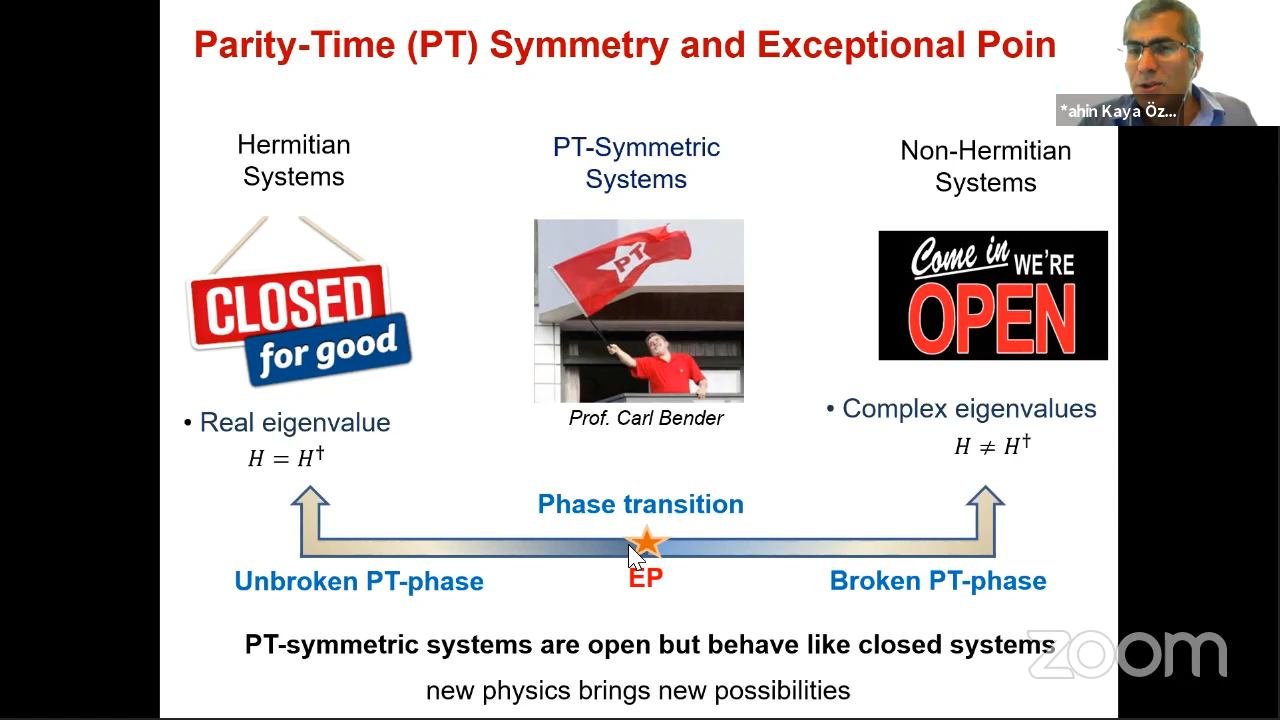 Parity-Time (PT) Symmetry and Exceptional Poin
*ahin Kaya Öz...
Hermitian
Systems
PT-Symmetric
Systems
Non-Hermitian
Systems
CLOSED
for good
PT
Come in WE'RE
OPEN
Prof. Carl Bender
• Real eigenvalue
H = H†
• Complex eigenvalues
H ≠ H†
Phase transition
Unbroken PT-phase
EP
Broken PT-phase
PT-symmetric systems are open but behave like closed systems
zoom
new physics brings new possibilities